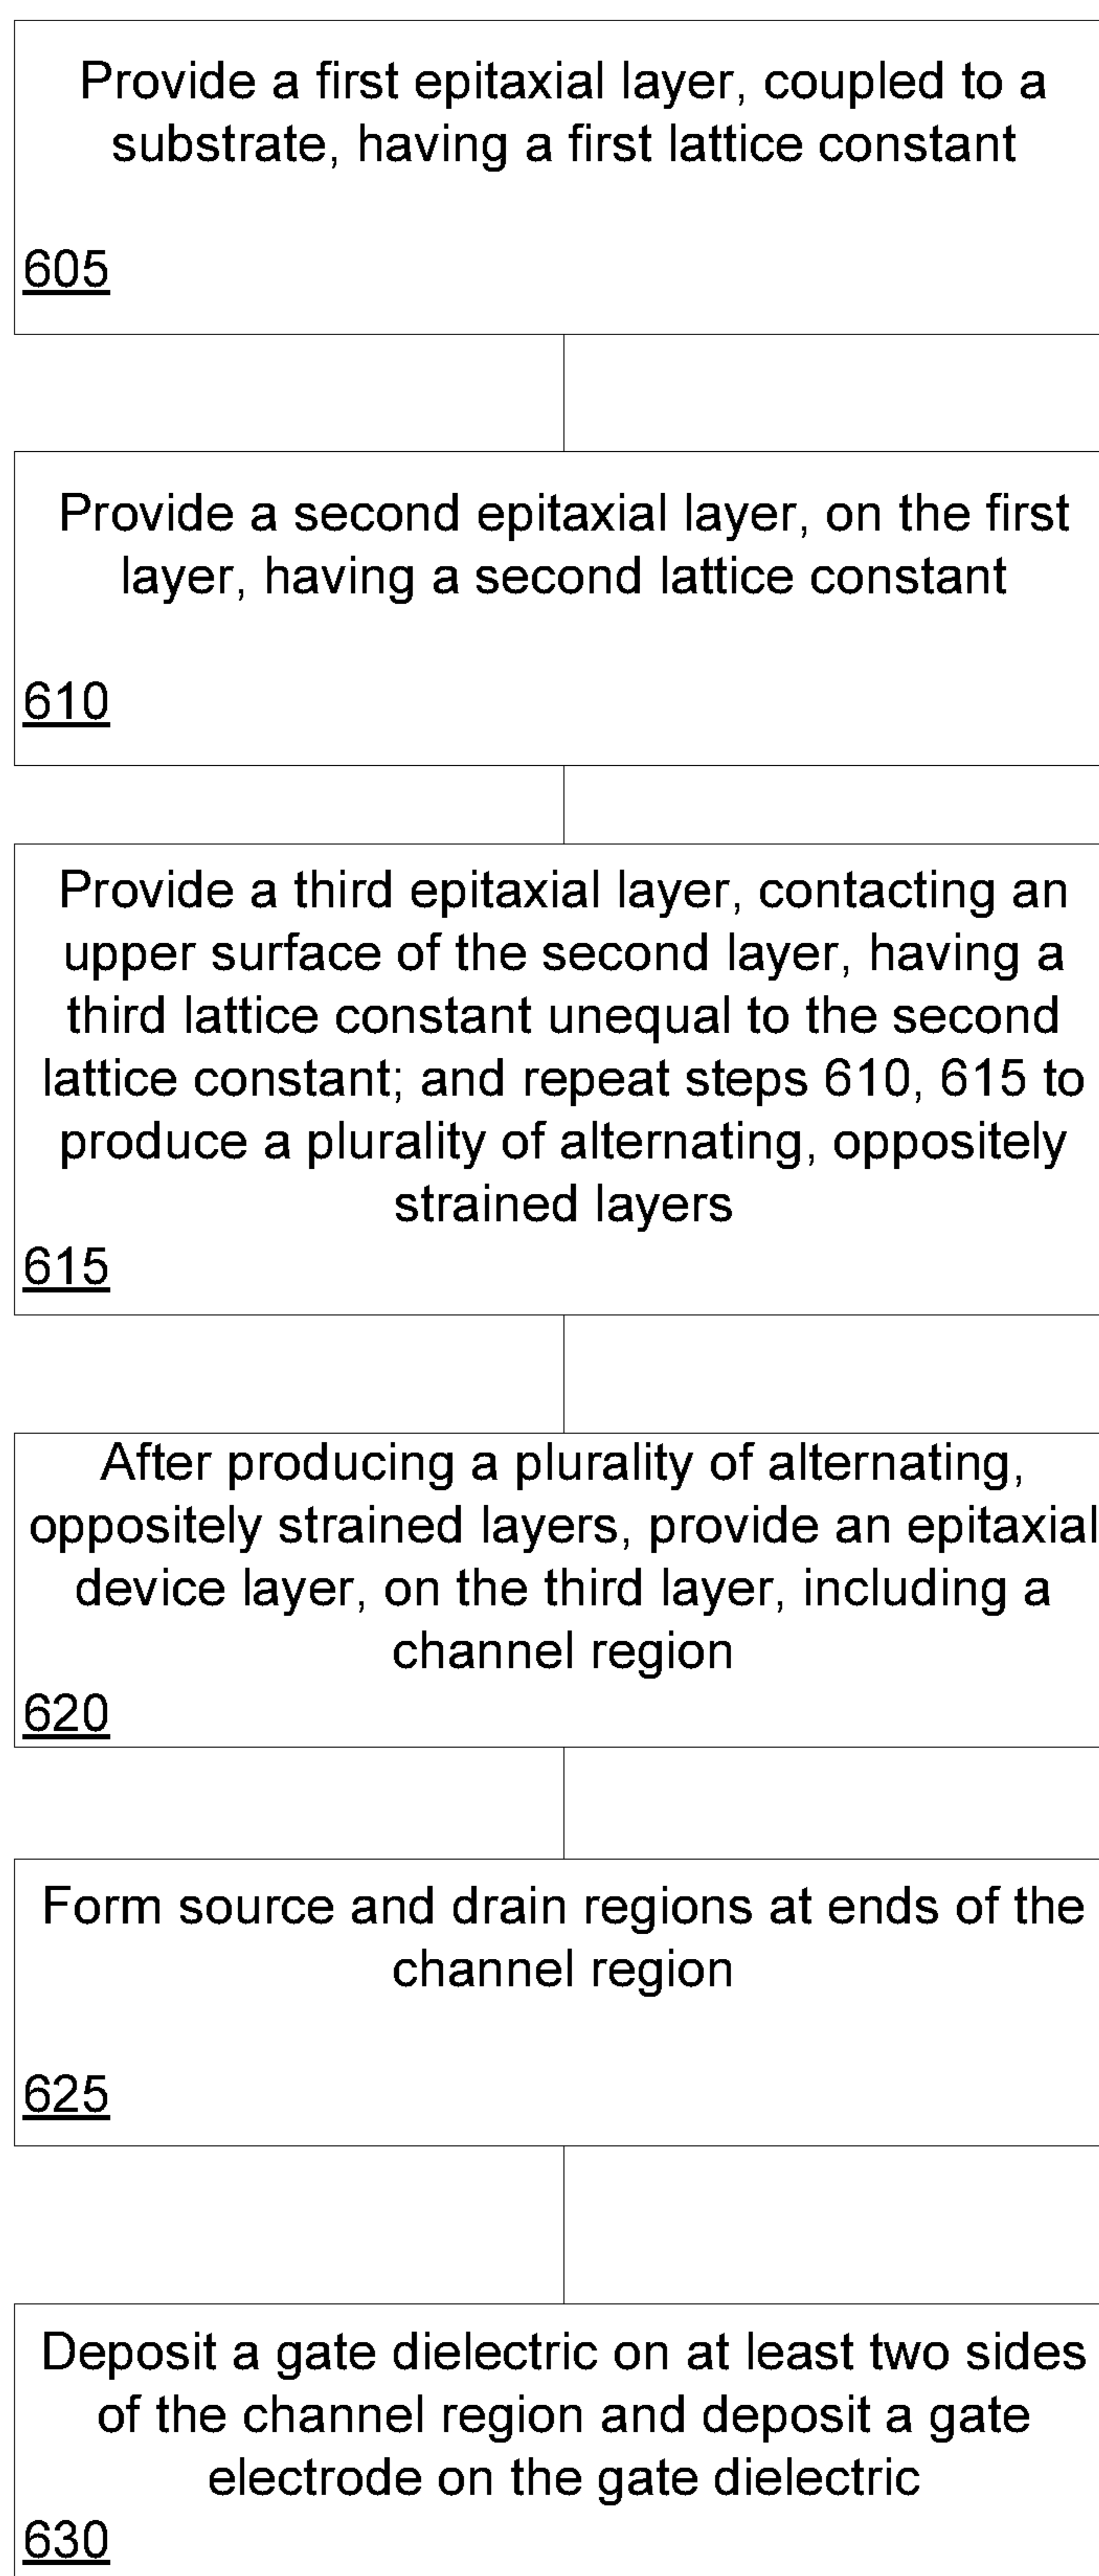 Provide a first epitaxial layer, coupled to a
substrate, having a first lattice constant
605
Provide a second epitaxial layer, on the first
layer, having a second lattice constant
610
Provide a third epitaxial layer, contacting an
upper surface of the second layer, having a
third lattice constant unequal to the second
lattice constant; and repeat steps 610, 615 to
produce a plurality of alternating, oppositely
strained layers
615
After producing a plurality of alternating,
oppositely strained layers, provide an epitaxial
device layer, on the third layer, including a
channel region
620
Form source and drain regions at ends of the
channel region
625
Deposit a gate dielectric on at least two sides
of the channel region and deposit a gate
electrode on the gate dielectric
630